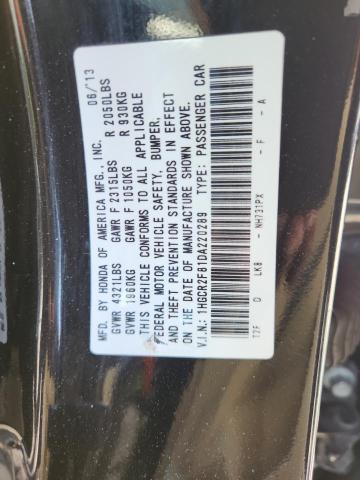 MFD. BY HONDA OF AMERICA MFG., INC. 06/13
GVWR 4321LBS GAWR F 2315LBS R 2050LBS
GVWR 1960KG GAWR F 1050KG R 930KG
THIS VEHICLE CONFORMS TO ALL APPLICABLE
FEDERAL MOTOR VEHICLE SAFETY, BUMPER,
AND THEFT PREVENTION STANDARDS IN EFFECT
ON THE DATE OF MANUFACTURE SHOWN ABOVE.
V.I.N.: 1HGCR2F81DA220289 TYPE: PASSENGER CAR
T2F D LK8 - NH731PX - F - A